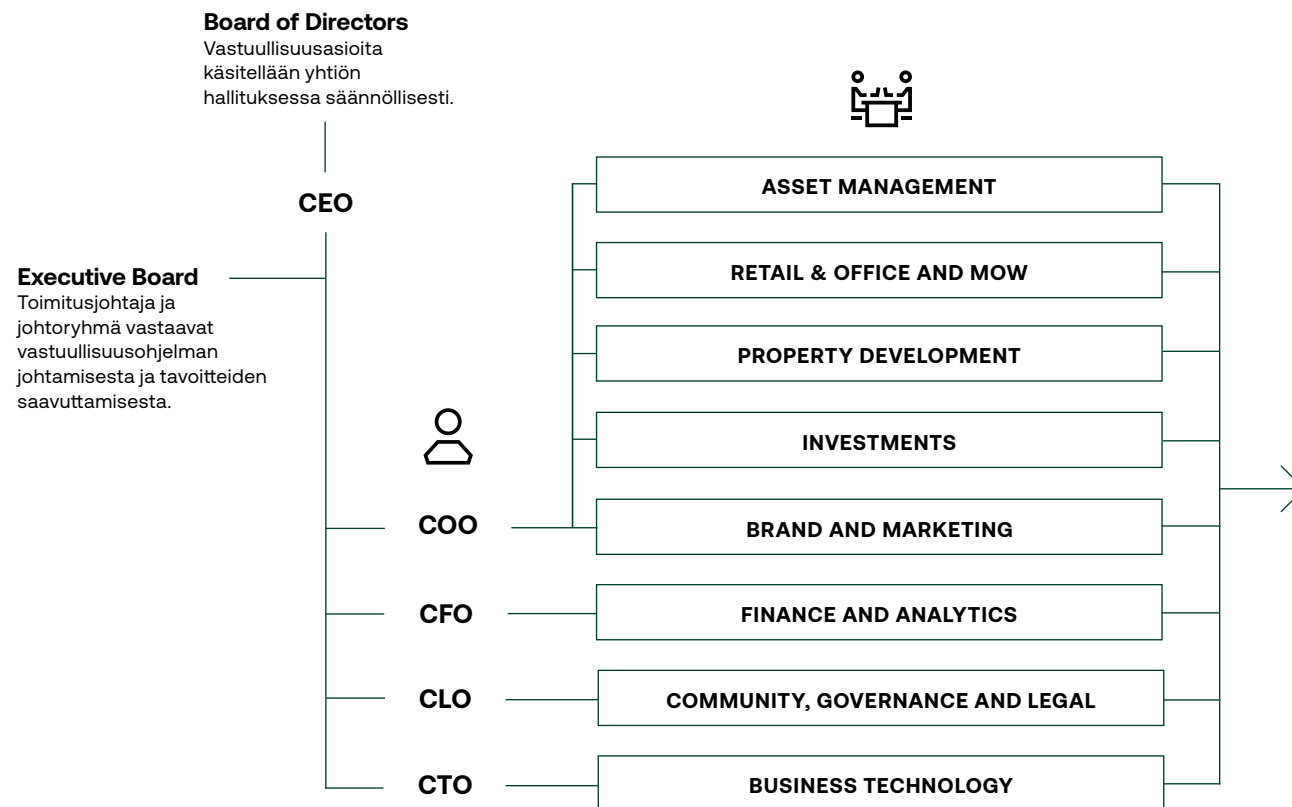 Board of Directors
Vastuullisuusasioita
käsitellään yhtiön
hallituksessa säännöllisesti.
CEO
Executive Board
Toimitusjohtaja ja
johtoryhmä vastaavat
vastuullisuusohjelman
johtamisesta ja tavoitteiden
saavuttamisesta.
ASSET MANAGEMENT
RETAIL & OFFICE AND MOW
PROPERTY DEVELOPMENT
INVESTMENTS
COO
BRAND AND MARKETING
CFO
FINANCE AND ANALYTICS
CLO
COMMUNITY, GOVERNANCE AND LEGAL
CTO
BUSINESS TECHNOLOGY